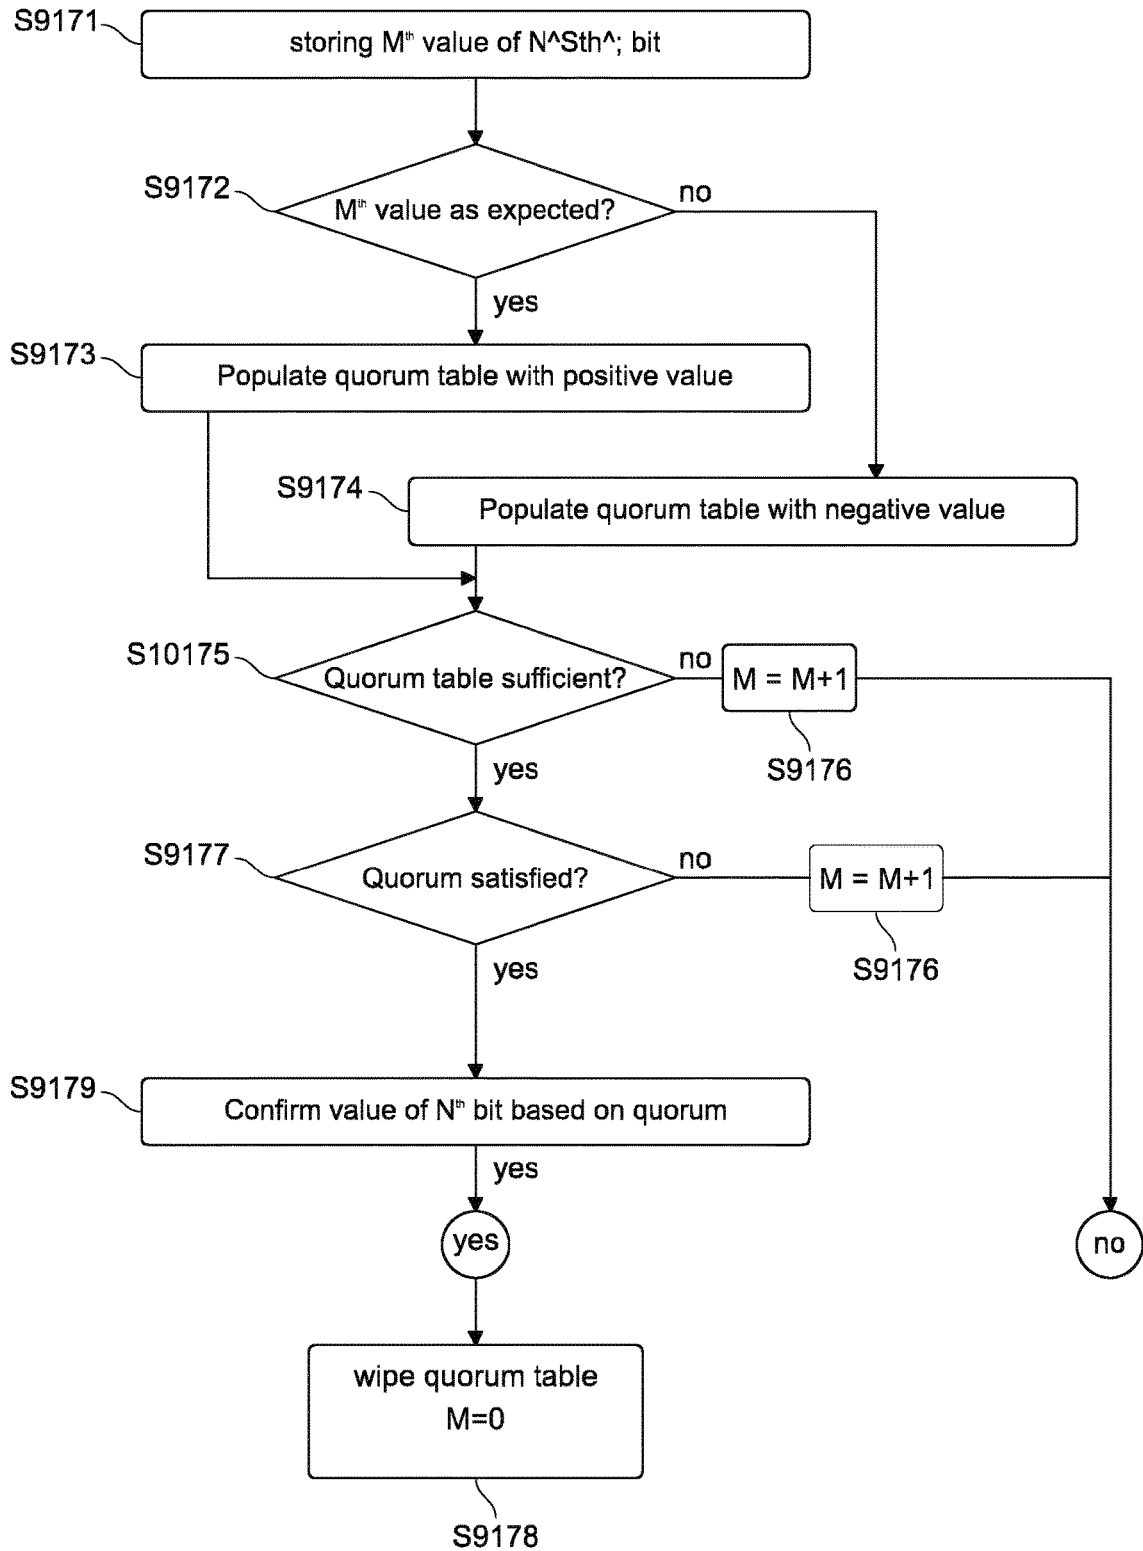 S9171
storing Mth value of N^Sth^; bit
S9172
Mth value as expected?
no
yes
S9173
Populate quorum table with positive value
S9174
Populate quorum table with negative value
S10175
Quorum table sufficient?
no
M = M+1
S9176
yes
S9177
Quorum satisfied?
no
M = M+1
S9176
yes
S9179
Confirm value of Nth bit based on quorum
yes
yes
no
wipe quorum table
M=0
S9178